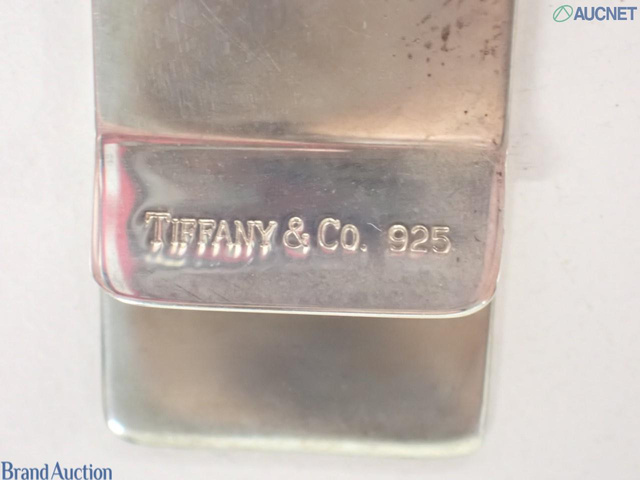 AUCNET
TIFFANY & CO. 925
Brand Auction